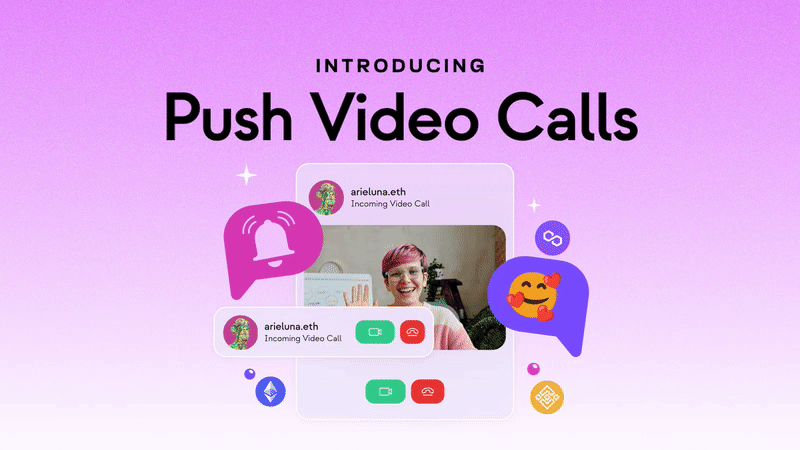 INTRODUCING
Push Video Calls
arieluna.eth
Incoming Video Call
arieluna.eth
Incoming Video Call